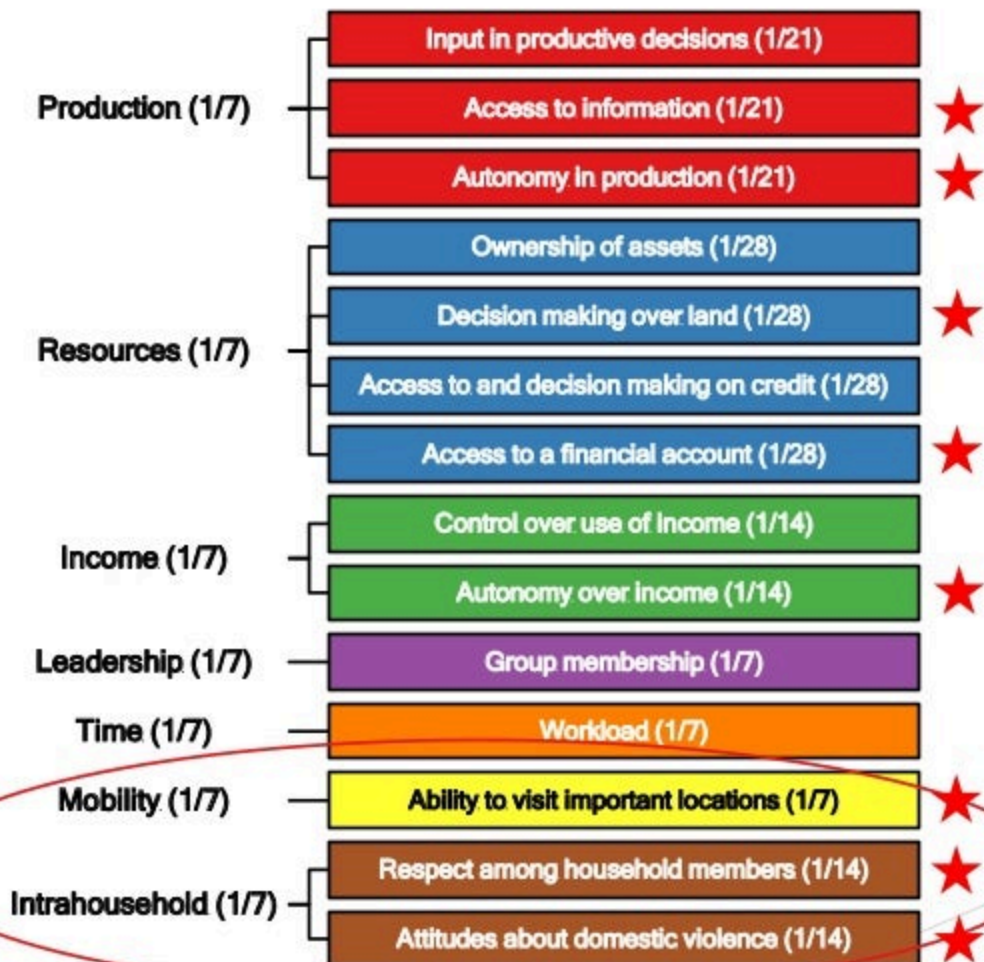 Production (1/7)
Input in productive decisions (1/21)
Access to information (1/21)
Autonomy in production (1/21)
Resources (1/7)
Ownership of assets (1/28)
Decision making over land (1/28)
Access to and decision making on credit (1/28)
Access to a financial account (1/28)
Income (1/7)
Control over use of income (1/14)
Autonomy over income (1/14)
Leadership (1/7)
Group membership (1/7)
Time (1/7)
Workload (1/7)
Mobility (1/7)
Ability to visit important locations (1/7)
Intrahousehold (1/7)
Respect among household members (1/14)
Attitudes about domestic violence (1/14)